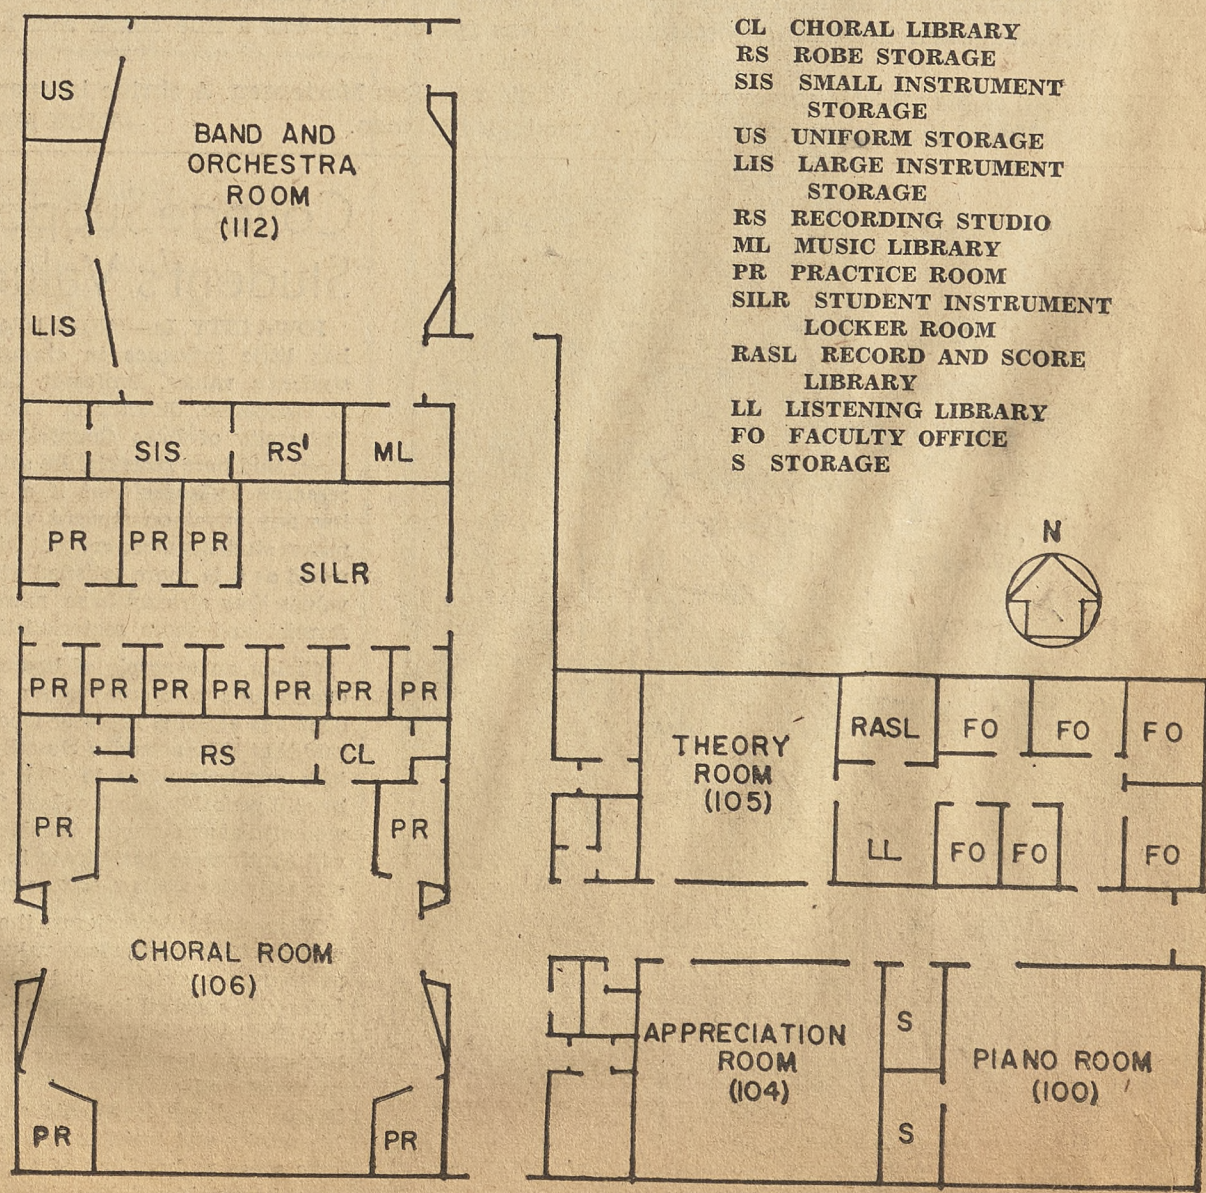 CL CHORAL LIBRARY
RS ROBE STORAGE
SIS SMALL INSTRUMENT
STORAGE
US UNIFORM STORAGE
LIS LARGE INSTRUMENT
STORAGE
RS RECORDING STUDIO
ML MUSIC LIBRARY
PR PRACTICE ROOM
SILR STUDENT INSTRUMENT
LOCKER ROOM
RASL RECORD AND SCORE
LIBRARY
LL LISTENING LIBRARY
FO FACULTY OFFICE
S STORAGE
N
US
BAND AND
ORCHESTRA
ROOM
(112)
LIS
SIS RS' ML
PR PR PR
SILR
PR PR PR PR PR PR PR
RS CL
PR PR
CHORAL ROOM
(106)
PR PR
THEORY
ROOM
(105)
RASL FO FO FO
LL FO FO FO
APPRECIATION
ROOM
(104)
S
S
PIANO ROOM
(100)